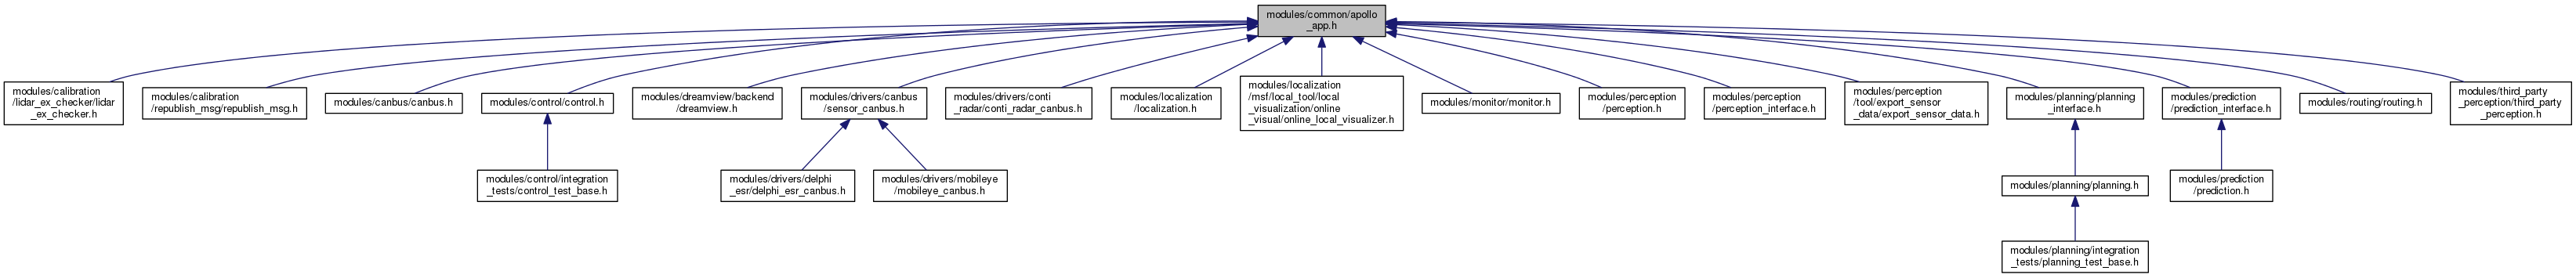 modules/common/apollo
_app.h
modules/calibration
/lidar_ex_checker/lidar
_ex_checker.h
modules/calibration
/republish_msg/republish_msg.h
modules/canbus/canbus.h
modules/control/control.h
modules/dreamview/backend
/dreamview.h
modules/drivers/canbus
/sensor_canbus.h
modules/drivers/conti
_radar/conti_radar_canbus.h
modules/localization
/localization.h
modules/localization
/msf/local_tool/local
_visualization/online
_visual/online_local_visualizer.h
modules/monitor/monitor.h
modules/perception
/perception.h
modules/perception
/perception_interface.h
modules/perception
/tool/export_sensor
_data/export_sensor_data.h
modules/planning/planning
_interface.h
modules/prediction
/prediction_interface.h
modules/routing/routing.h
modules/third_party
_perception/third_party
_perception.h
modules/control/integration
_tests/control_test_base.h
modules/drivers/delphi
_esr/delphi_esr_canbus.h
modules/drivers/mobileye
/mobileye_canbus.h
modules/planning/planning.h
modules/prediction
/prediction.h
modules/planning/integration
_tests/planning_test_base.h